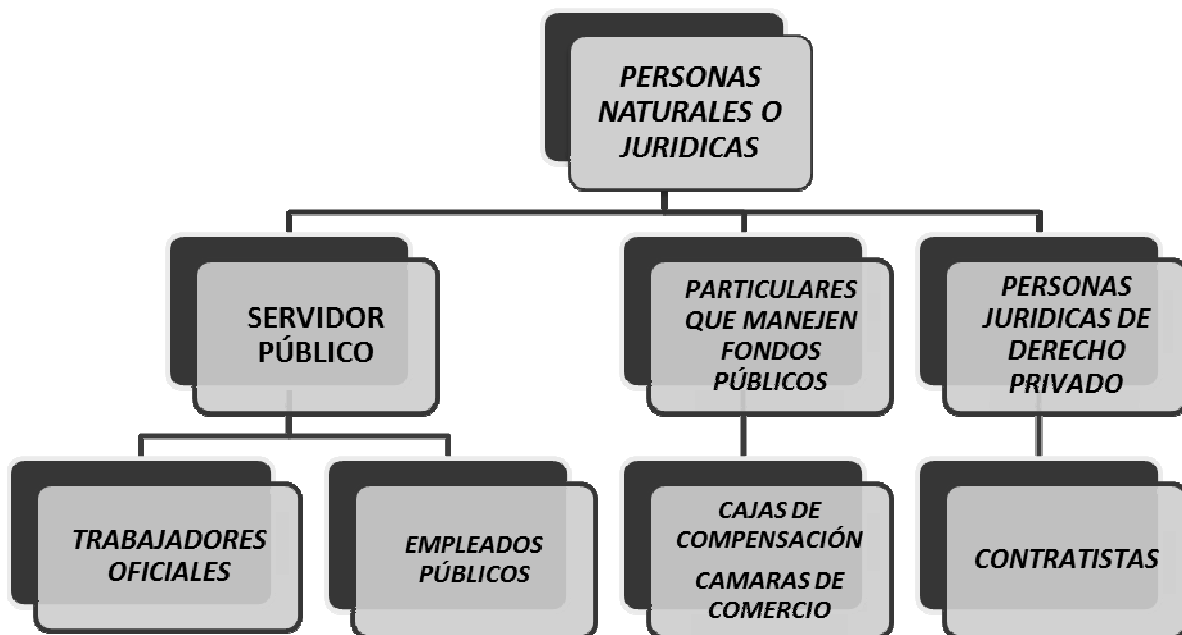 PERSONAS
NATURALES O
JURIDICAS
SERVIDOR
PÚBLICO
PARTICULARES
QUE MANEJEN
FONDOS
PÚBLICOS
PERSONAS
JURIDICAS DE
DERECHO
PRIVADO
TRABAJADORES
OFICIALES
EMPLEADOS
PÚBLICOS
CAJAS DE
COMPENSACIÓN
CAMARAS DE
COMERCIO
CONTRATISTAS